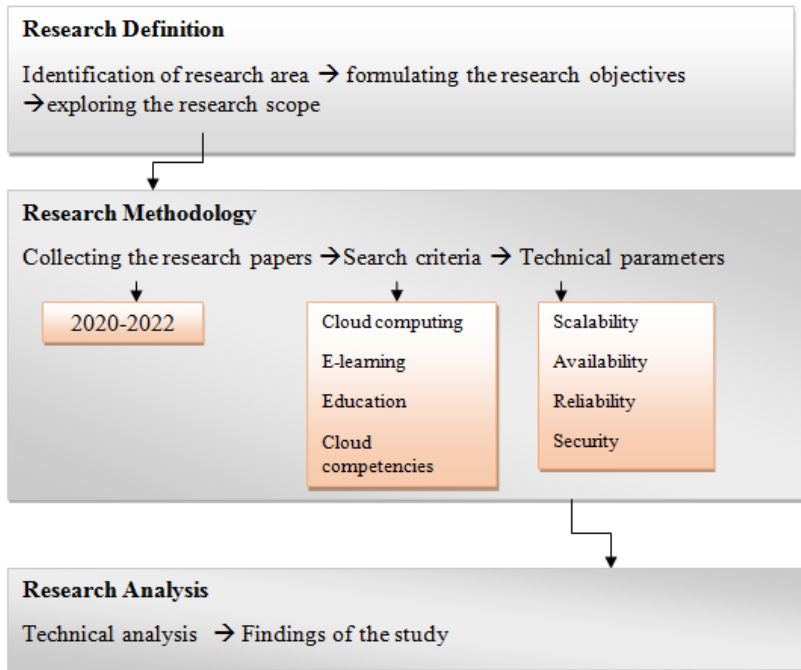 Research Definition
Identification of research area → formulating the research objectives
→exploring the research scope
Research Methodology
Collecting the research papers →Search criteria → Technical parameters
2020-2022
Cloud computing
E-learning
Education
Cloud
competencies
Scalability
Availability
Reliability
Security
Research Analysis
Technical analysis → Findings of the study